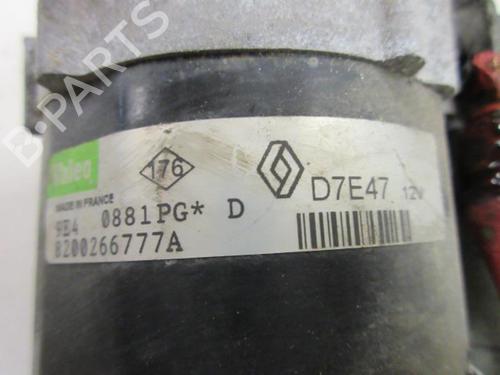 B-PARTS
Valeo
176
D7E47 12V
MADE IN FRANCE
9E4 0881PG* D
8200266777A